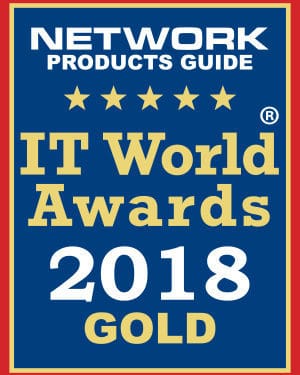 NETWORK
PRODUCTS GUIDE
®
IT World
Awards
2018
GOLD